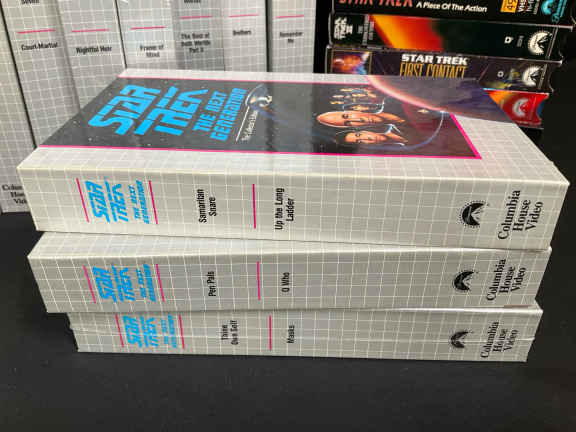 Court-Martial
Nightful Heir
Frame of
Mind
The Best of
Both Worlds
Part II
Brothers
Remember
Me
STAR TREK
A Piece Of The Action
STAR TREK
FIRST CONTACT
STAR
TREK
THE NEXT
GENERATION
STAR
TREK
THE NEXT
GENERATION
Samaritan
Snare
Up the Long
Ladder
Columbia
House
Video
STAR
TREK
THE NEXT
GENERATION
Pen Pals
Q Who
Columbia
House
Video
STAR
TREK
THE NEXT
GENERATION
Thine
Own Self
Masks
Columbia
House
Video